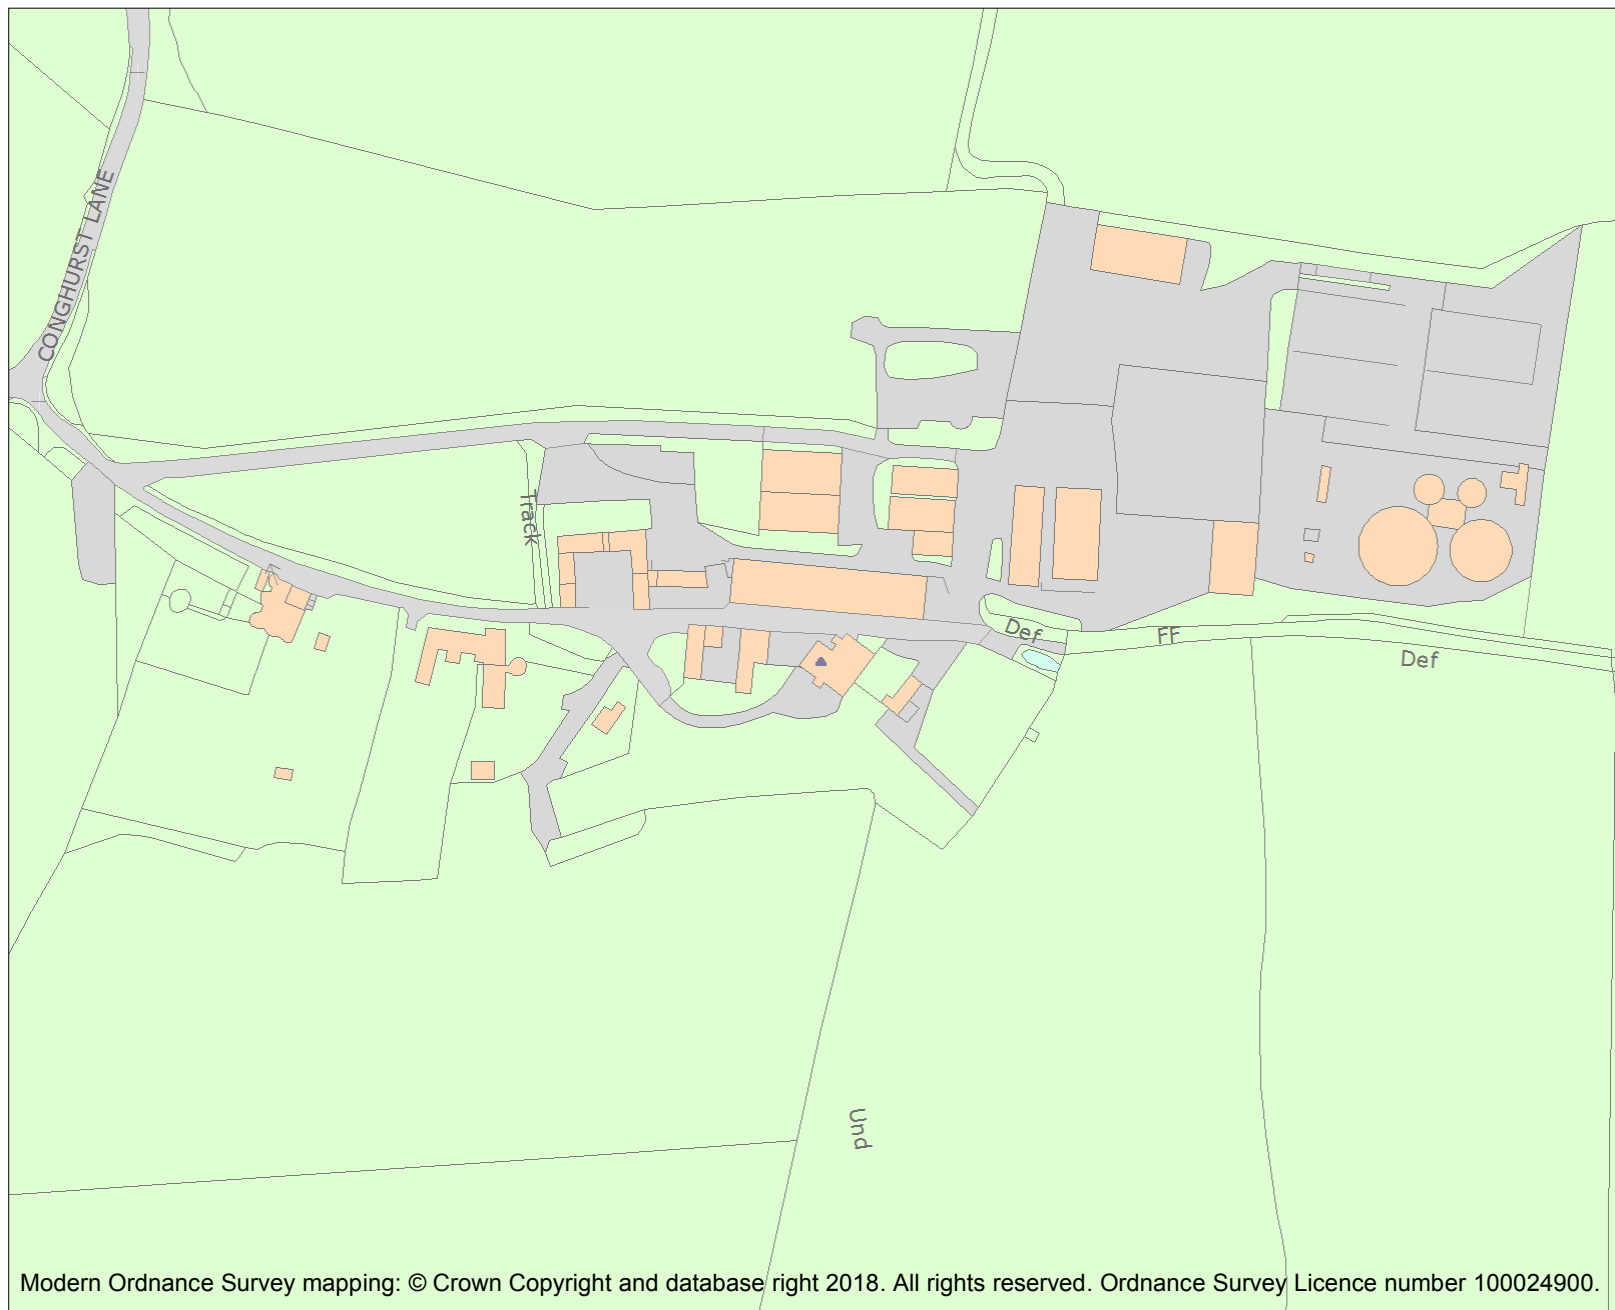 CONGHURST LANE
Track
Def
FF
Def
Und
Modern Ordnance Survey mapping: © Crown Copyright and database right 2018. All rights reserved. Ordnance Survey Licence number 100024900.